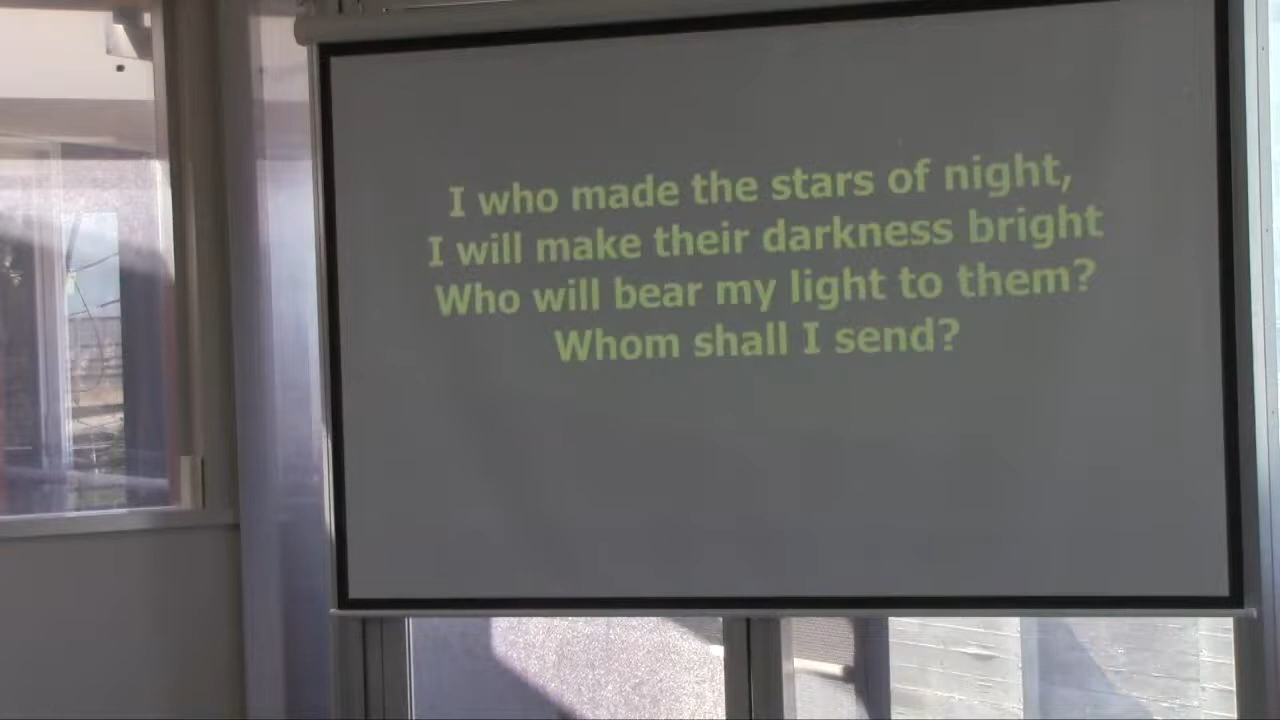 I who made the stars of night,
I will make their darkness bright
Who will bear my light to them?
Whom shall I send?